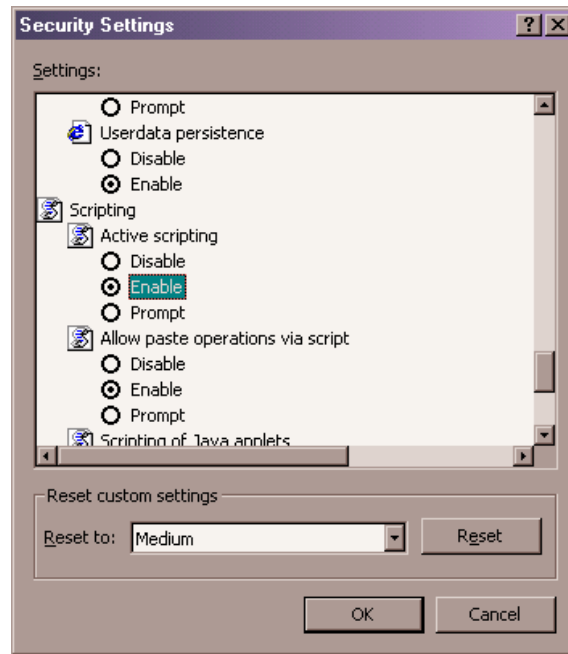 Security Settings
Settings:
Prompt
Userdata persistence
Disable
Enable
Scripting
Active scripting
Disable
Enable
Prompt
Allow paste operations via script
Disable
Enable
Prompt
Scripting of Java applets
Reset custom settings
Reset to: Medium Reset
OK Cancel